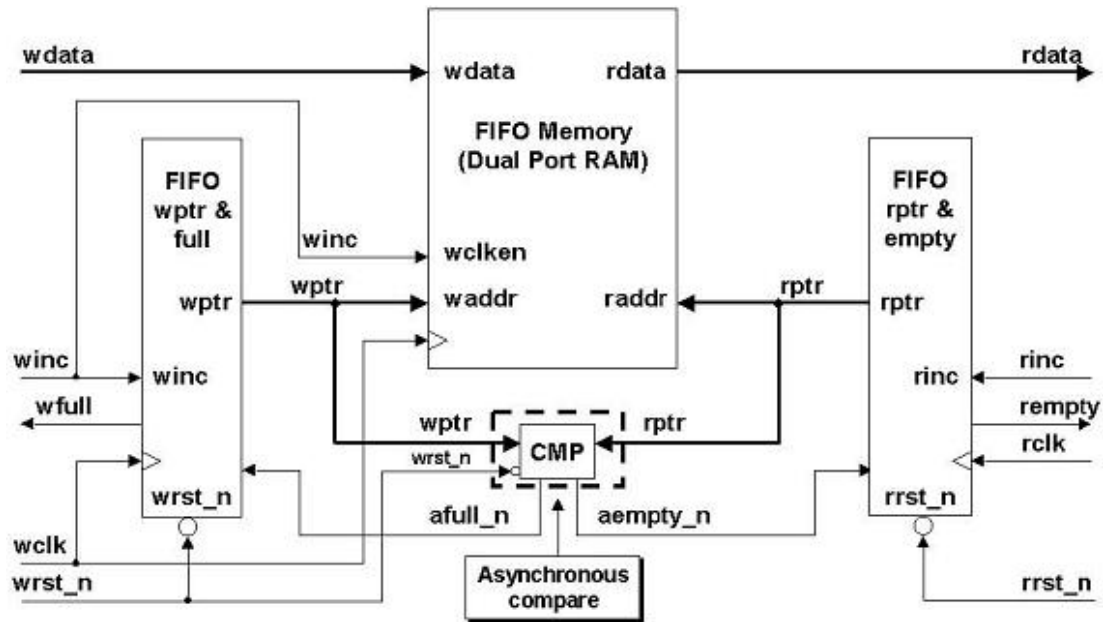 wdata
wdata
rdata
rdata
FIFO Memory
(Dual Port RAM)
FIFO
wptr &
full
FIFO
rptr &
empty
winc
wclken
wptr
wptr
waddr
raddr
rptr
rptr
winc
winc
rinc
rinc
wfull
rempty
wptr
rptr
CMP
wrst_n
rclk
wrst_n
rrst_n
afull_n
aempty_n
wclk
wrst_n
Asynchronous
compare
rrst_n